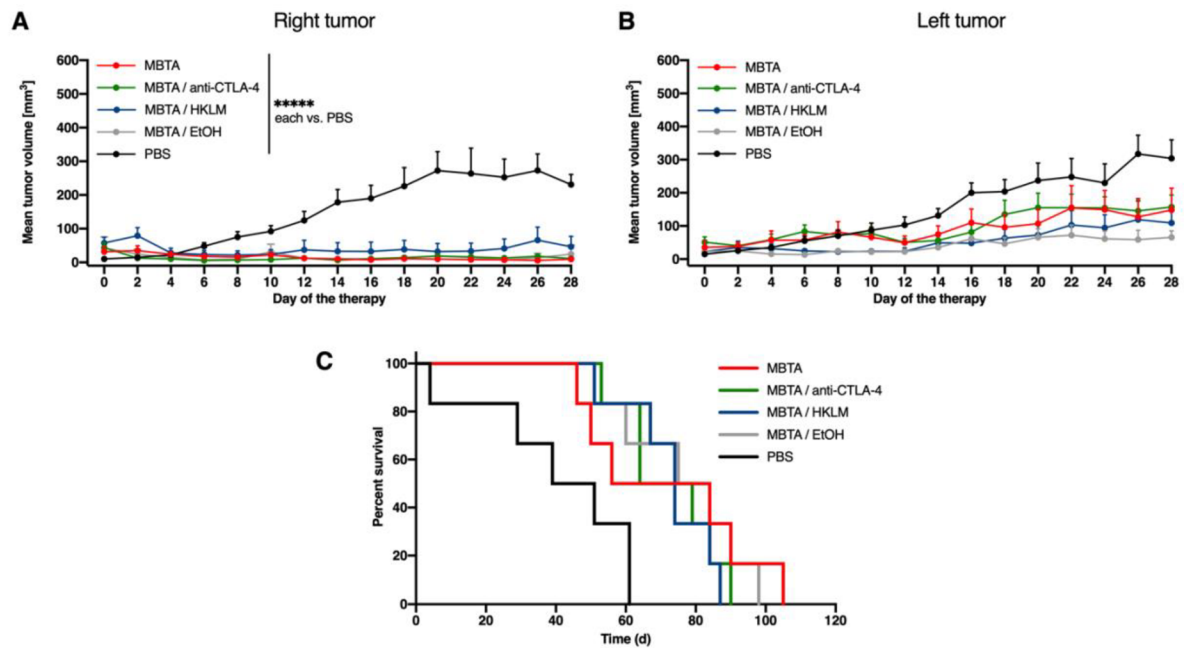 A
Right tumor
Mean tumor volume [mm³]
600
500
400
300
200
100
0
MBTA
MBTA / anti-CTLA-4
MBTA / HKLM
MBTA / EtOH
PBS
*****
each vs. PBS
0 2 4 6 8 10 12 14 16 18 20 22 24 26 28
Day of the therapy
B
Left tumor
Mean tumor volume [mm³]
600
500
400
300
200
100
0
MBTA
MBTA / anti-CTLA-4
MBTA / HKLM
MBTA / EtOH
PBS
0 2 4 6 8 10 12 14 16 18 20 22 24 26 28
Day of the therapy
C
Percent survival
100
80
60
40
20
0
MBTA
MBTA / anti-CTLA-4
MBTA / HKLM
MBTA / EtOH
PBS
0 20 40 60 80 100 120
Time (d)